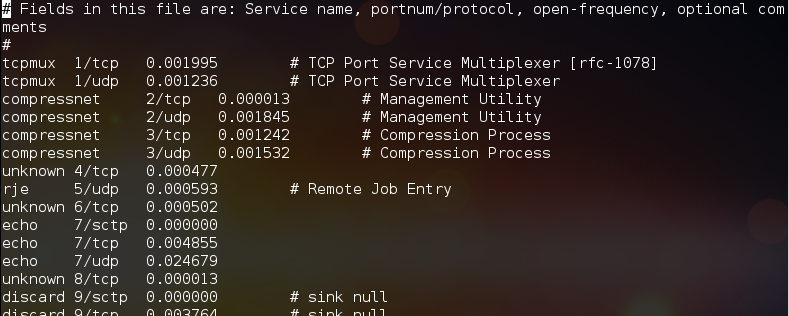 # Fields in this file are: Service name, portnum/protocol, open-frequency, optional com
ments
#
tcpmux  1/tcp   0.001995        # TCP Port Service Multiplexer [rfc-1078]
tcpmux  1/udp   0.001236        # TCP Port Service Multiplexer
compressnet     2/tcp   0.000013        # Management Utility
compressnet     2/udp   0.001845        # Management Utility
compressnet     3/tcp   0.001242        # Compression Process
compressnet     3/udp   0.001532        # Compression Process
unknown 4/tcp   0.000477
rje     5/udp   0.000593        # Remote Job Entry
unknown 6/tcp   0.000502
echo    7/sctp  0.000000
echo    7/tcp   0.004855
echo    7/udp   0.024679
unknown 8/tcp   0.000013
discard 9/sctp  0.000000        # sink null
discard 9/tcp   0.003764        # sink null